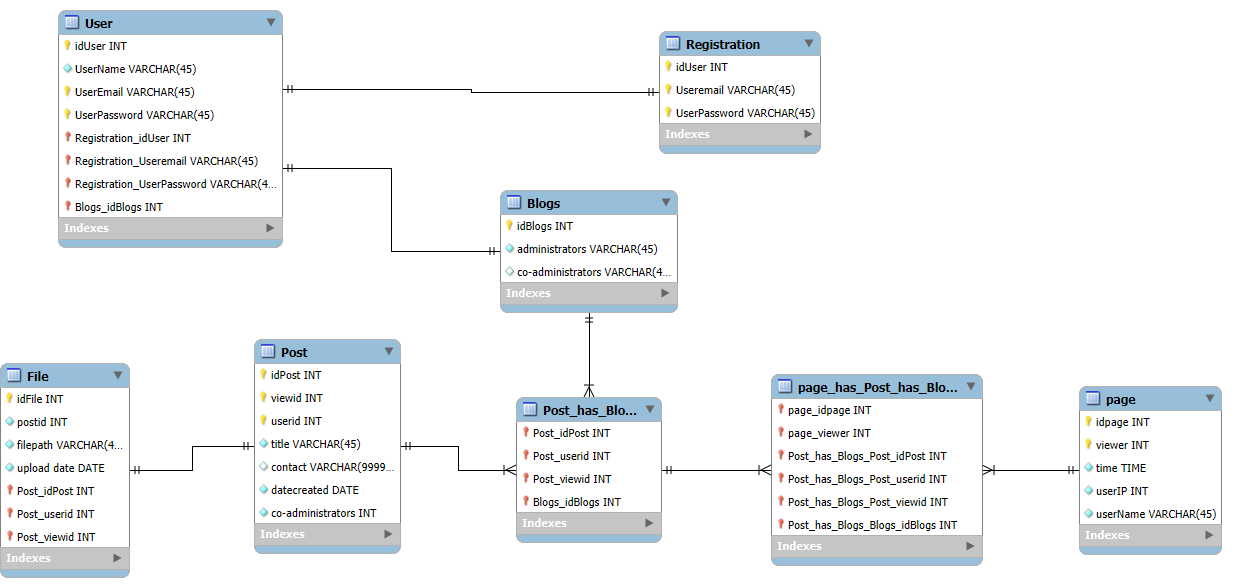 User
idUser INT
UserName VARCHAR(45)
UserEmail VARCHAR(45)
UserPassword VARCHAR(45)
Registration_idUser INT
Registration_Useremail VARCHAR(45)
Registration_UserPassword VARCHAR(4...
Blogs_idBlogs INT
Indexes
Registration
idUser INT
Useremail VARCHAR(45)
UserPassword VARCHAR(45)
Indexes
Blogs
idBlogs INT
administrators VARCHAR(45)
co-administrators VARCHAR(4...
Indexes
File
idFile INT
postid INT
filepath VARCHAR(4...
upload date DATE
Post_idPost INT
Post_userid INT
Post_viewid INT
Indexes
Post
idPost INT
viewid INT
userid INT
title VARCHAR(45)
contact VARCHAR(9999...
datecreated DATE
co-administrators INT
Indexes
Post_has_Blo...
Post_idPost INT
Post_userid INT
Post_viewid INT
Blogs_idBlogs INT
Indexes
page_has_Post_has_Blo...
page_idpage INT
page_viewer INT
Post_has_Blogs_Post_idPost INT
Post_has_Blogs_Post_userid INT
Post_has_Blogs_Post_viewid INT
Post_has_Blogs_Blogs_idBlogs INT
Indexes
page
idpage INT
viewer INT
time TIME
userIP INT
userName VARCHAR(45)
Indexes